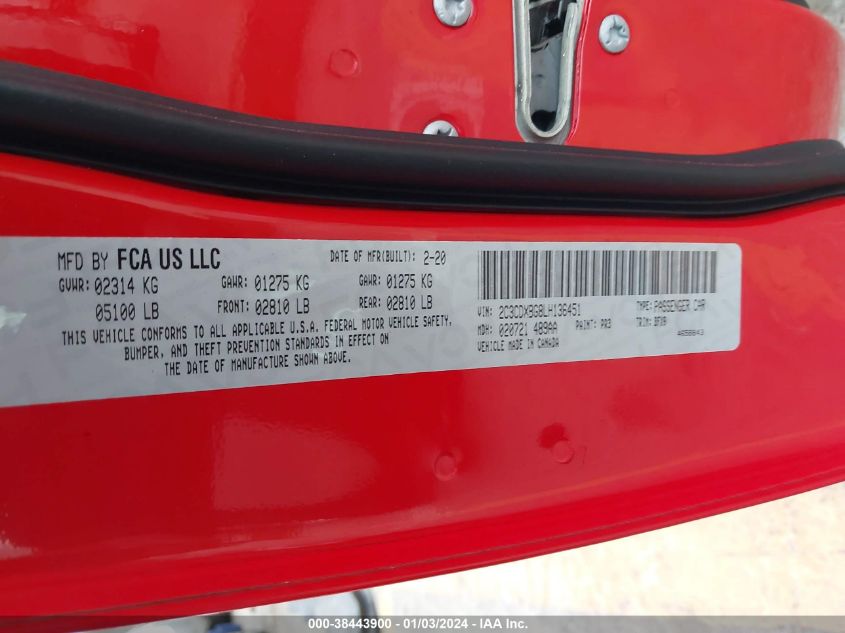 MFD BY FCA US LLC DATE OF MFR(BUILT): 2-20
GVWR: 02314 KG GAWR: 01275 KG GAWR: 01275 KG
05100 LB FRONT: 02810 LB REAR: 02810 LB
THIS VEHICLE CONFORMS TO ALL APPLICABLE U.S.A. FEDERAL MOTOR VEHICLE SAFETY,
BUMPER, AND THEFT PREVENTION STANDARDS IN EFFECT ON
THE DATE OF MANUFACTURE SHOWN ABOVE.
VIN: 2C3CDXBG8LH136451 TYPE: PASSENGER CAR
MDH: 020721 489AA PAINT: PR3 TRIM: BFD9
VEHICLE MADE IN CANADA
000-38443900 - 01/03/2024 - IAA Inc.